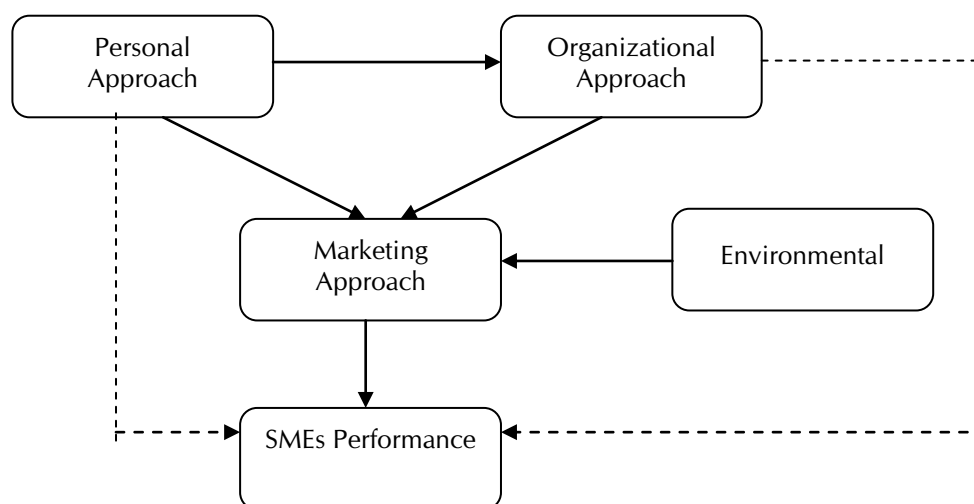 Personal
Approach
Organizational
Approach
Marketing
Approach
Environmental
SMEs Performance